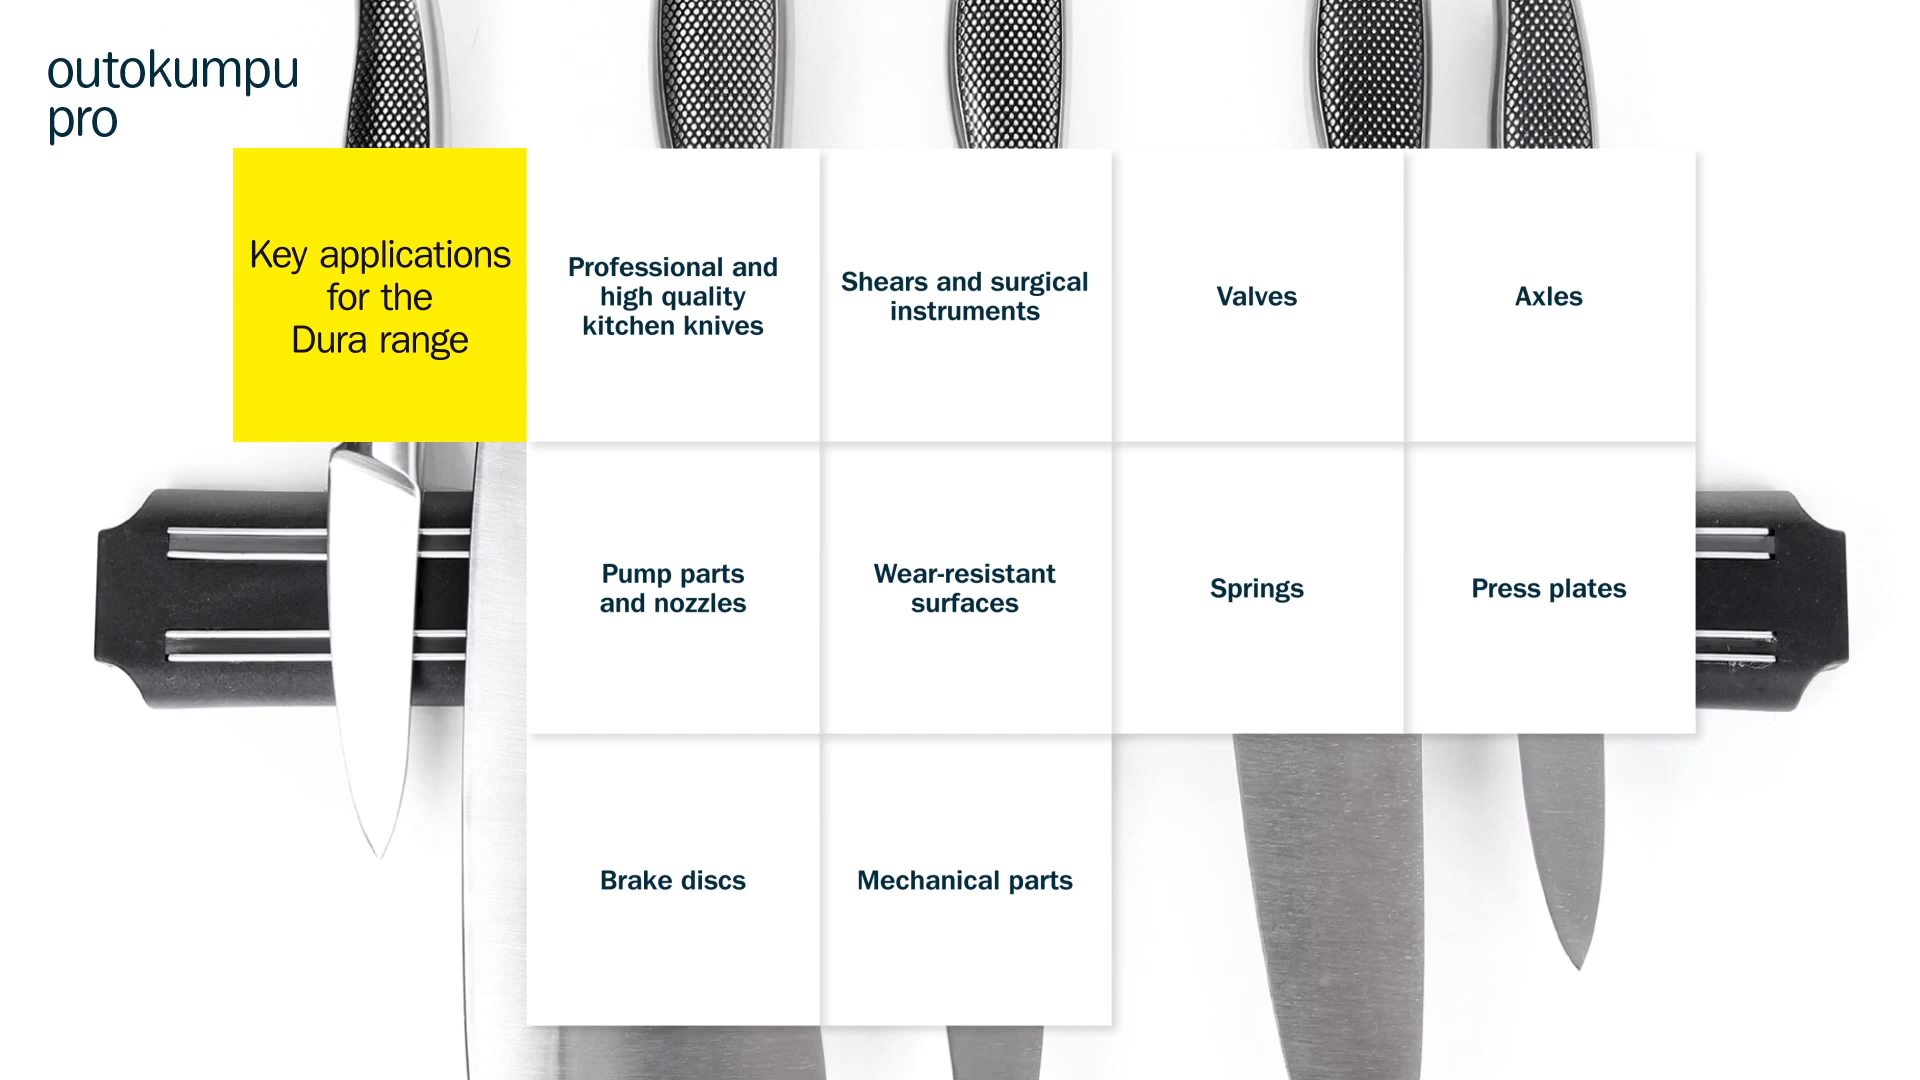 outokumpu
pro
Key applications
for the
Dura range
Professional and
high quality
kitchen knives
Shears and surgical
instruments
Valves
Axles
Pump parts
and nozzles
Wear-resistant
surfaces
Springs
Press plates
Brake discs
Mechanical parts